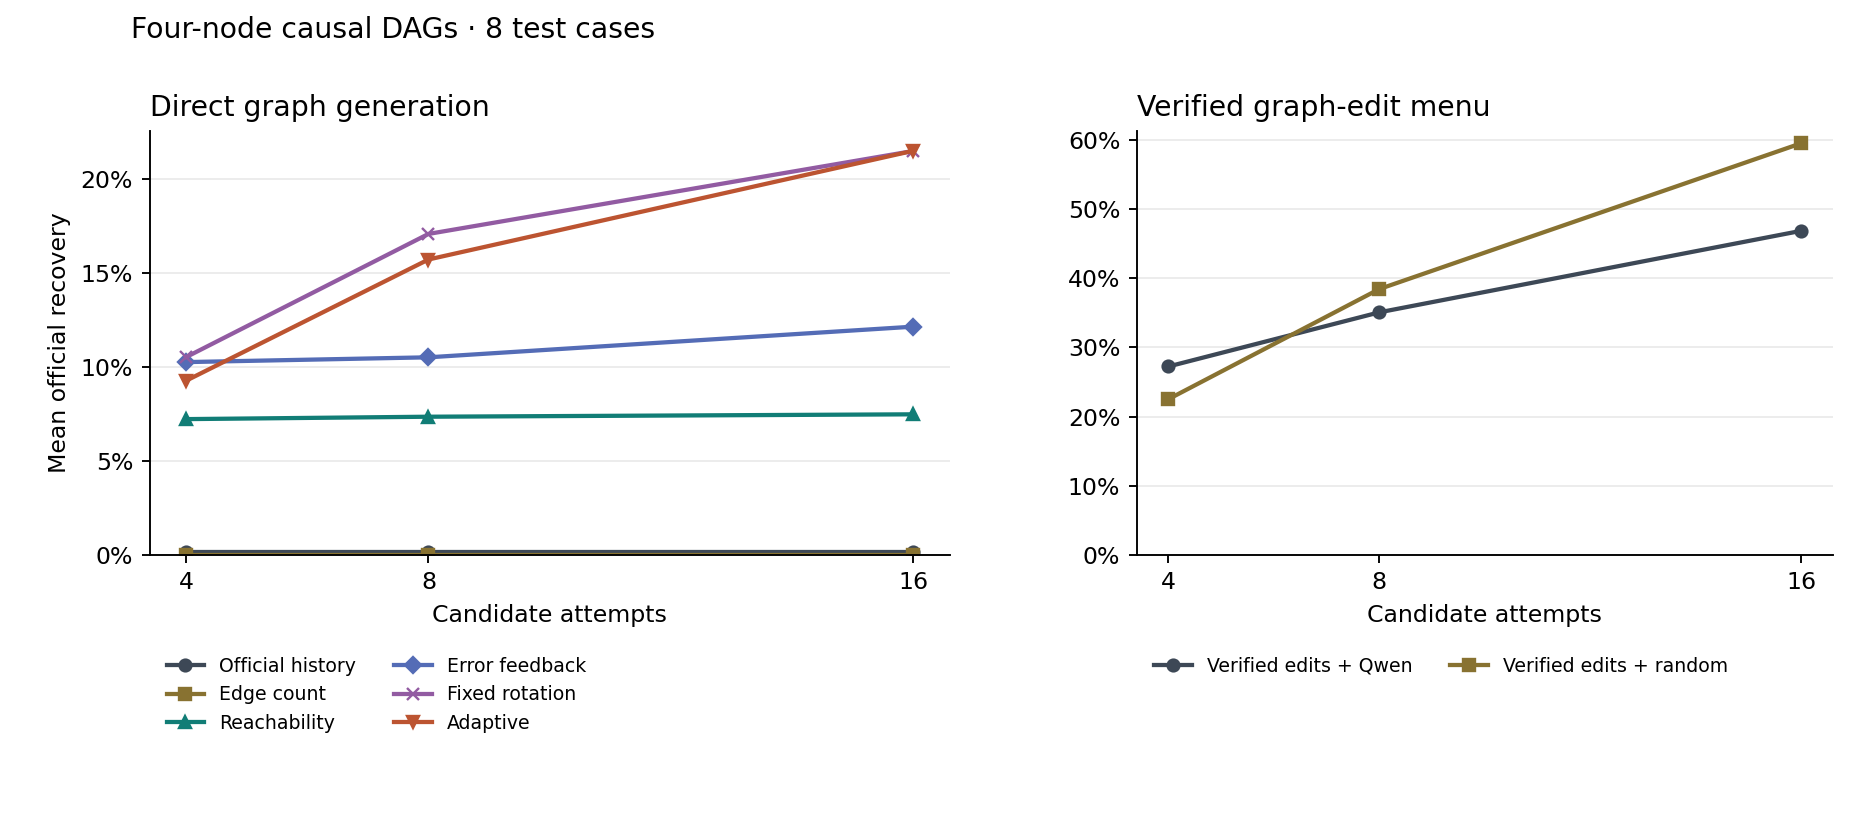 Four-node causal DAGs · 8 test cases
Direct graph generation
Mean official recovery
20%
15%
10%
5%
0%
4
8
16
Candidate attempts
Official history
Edge count
Reachability
Error feedback
Fixed rotation
Adaptive
Verified graph-edit menu
60%
50%
40%
30%
20%
10%
0%
4
8
16
Candidate attempts
Verified edits + Qwen
Verified edits + random